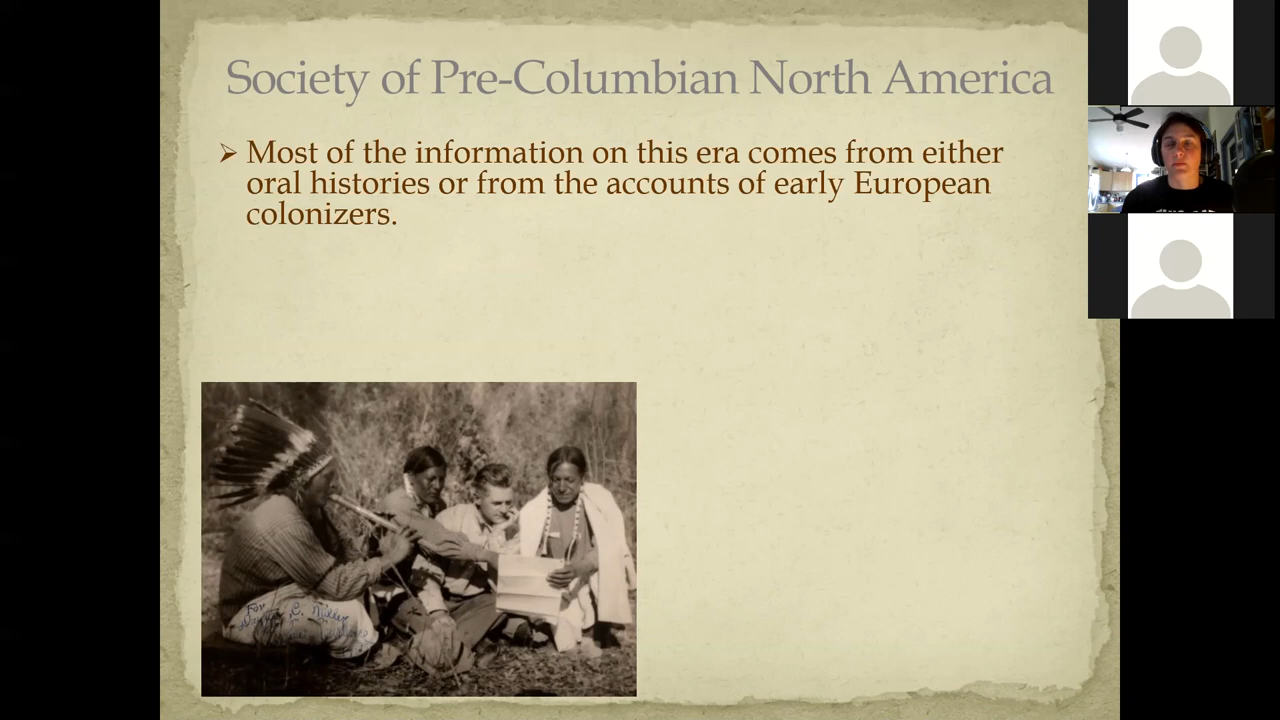 Society of Pre-Columbian North America
➢ Most of the information on this era comes from either
oral histories or from the accounts of early European
colonizers.
For
C. Miller